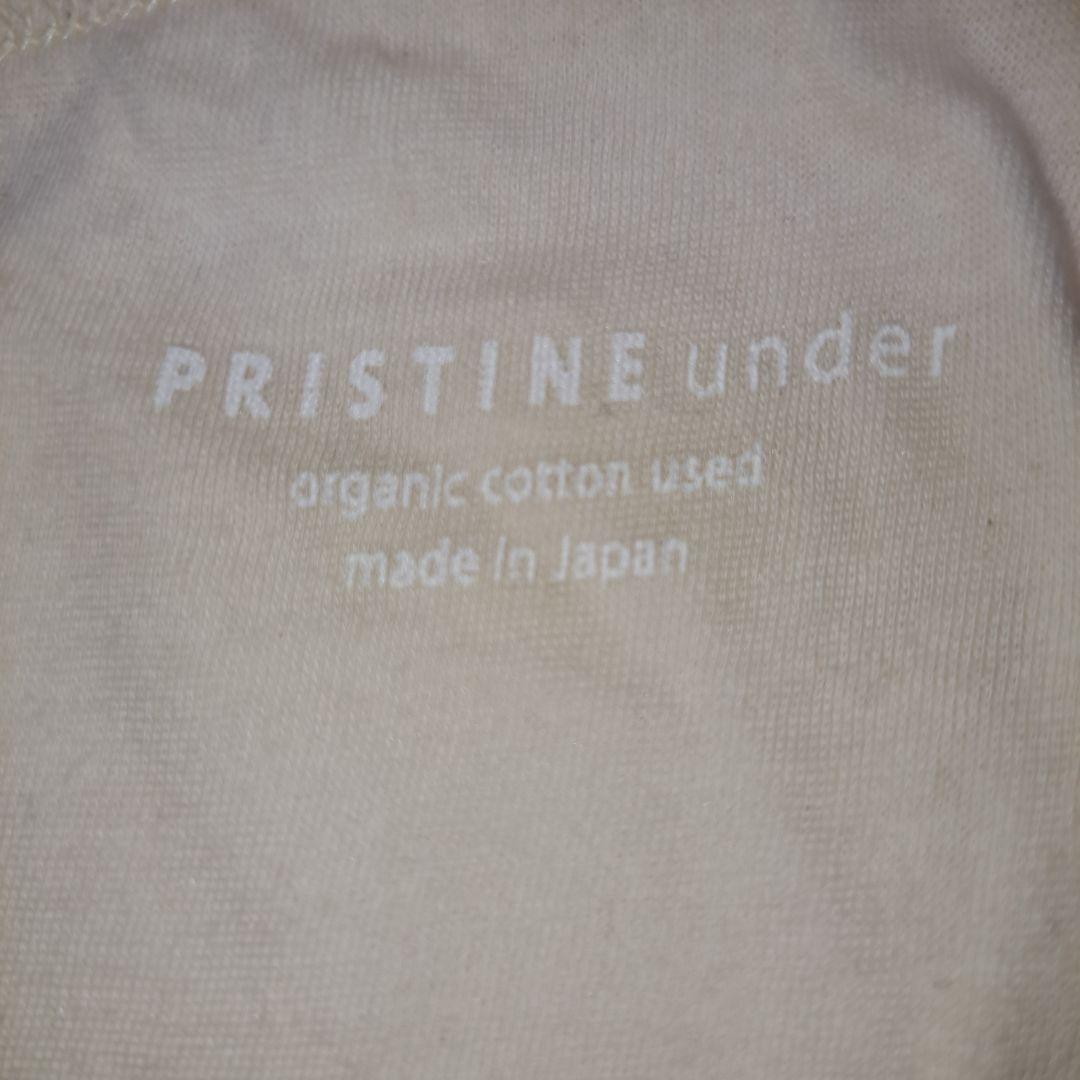 PRISTINE under
organic cotton used
made in Japan